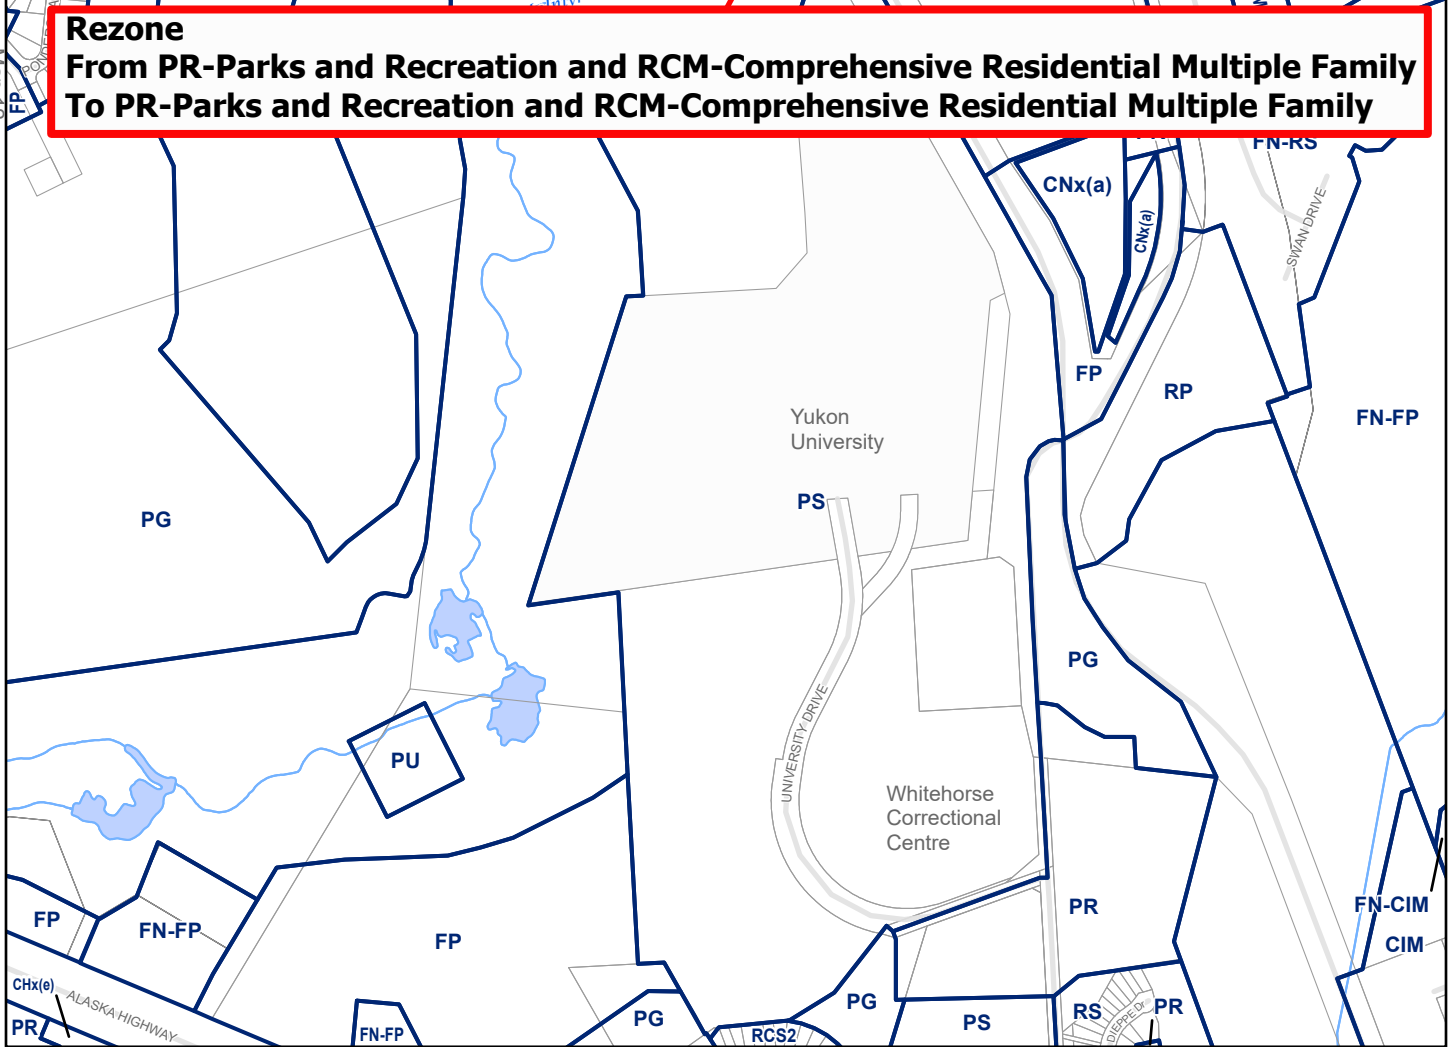 Rezone
From PR-Parks and Recreation and RCM-Comprehensive Residential Multiple Family
To PR-Parks and Recreation and RCM-Comprehensive Residential Multiple Family
FP
FN-RS
CNx(a)
CNx(a)
SWAN DRIVE
FP
RP
FN-FP
Yukon
University
PS
PG
PG
UNIVERSITY DRIVE
PU
Whitehorse
Correctional
Centre
FP
FN-FP
FP
PR
FN-CIM
CIM
CHx(e)
ALASKA HIGHWAY
PR
FN-FP
PG
RCS2
PG
PS
RS
DIEPPE Dr
PR